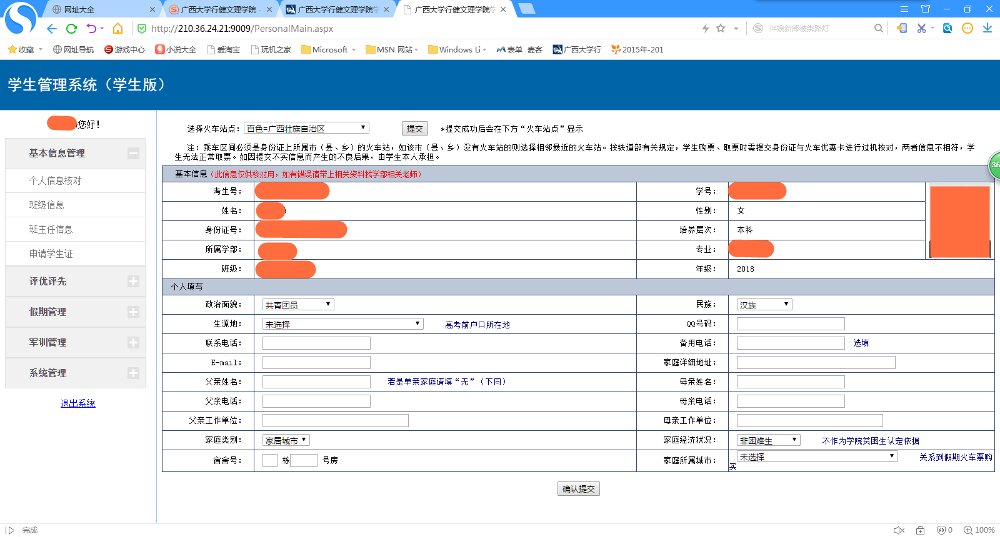 网址大全
广西大学行健文理学院
广西大学行健文理学院学
广西大学行健文理学院学
http://210.36.24.21:9009/PersonalMain.aspx
伴娘新郎被绑路灯
收藏
网址导航
游戏中心
小说大全
爱淘宝
玩机之家
Microsoft
MSN 网站
Windows Li
表单
麦客
广西大学行
2015年-201
学生管理系统（学生版）
您好！
基本信息管理
个人信息核对
班级信息
班主任信息
申请学生证
评优评先
假期管理
军训管理
系统管理
退出系统
选择火车站点：
百色=广西壮族自治区
提交
*提交成功后会在下方“火车站点”显示
注：乘车区间必须是身份证上所属市（县、乡）的火车站，如该市（县、乡）没有火车站的则选择相邻最近的火车站。按铁道部有关规定，学生购票、取票时需提交身份证与火车优惠卡进行过机核对，两者信息不相符，学
生无法正常取票。如因提交不实信息而产生的不良后果，由学生本人承担。
基本信息（此信息仅供核对用，如有错误请带上相关资料找学部相关老师）
考生号：
学号：
姓名：
性别：
女
身份证号：
培养层次：
本科
所属学部：
专业：
班级：
年级：
2018
个人填写
政治面貌：
共青团员
民族：
汉族
生源地：
未选择
高考前户口所在地
QQ号码：
联系电话：
备用电话：
选填
E-mail：
家庭详细地址：
父亲姓名：
若是单亲家庭请填“无”（下同）
母亲姓名：
父亲电话：
母亲电话：
父亲工作单位：
母亲工作单位：
家庭类别：
家居城市
家庭经济状况：
非困难生
不作为学院贫困生认定依据
宿舍号：
栋
号房
家庭所属城市：
未选择
关系到假期火车票购
买
确认提交
36
完成
0
100%